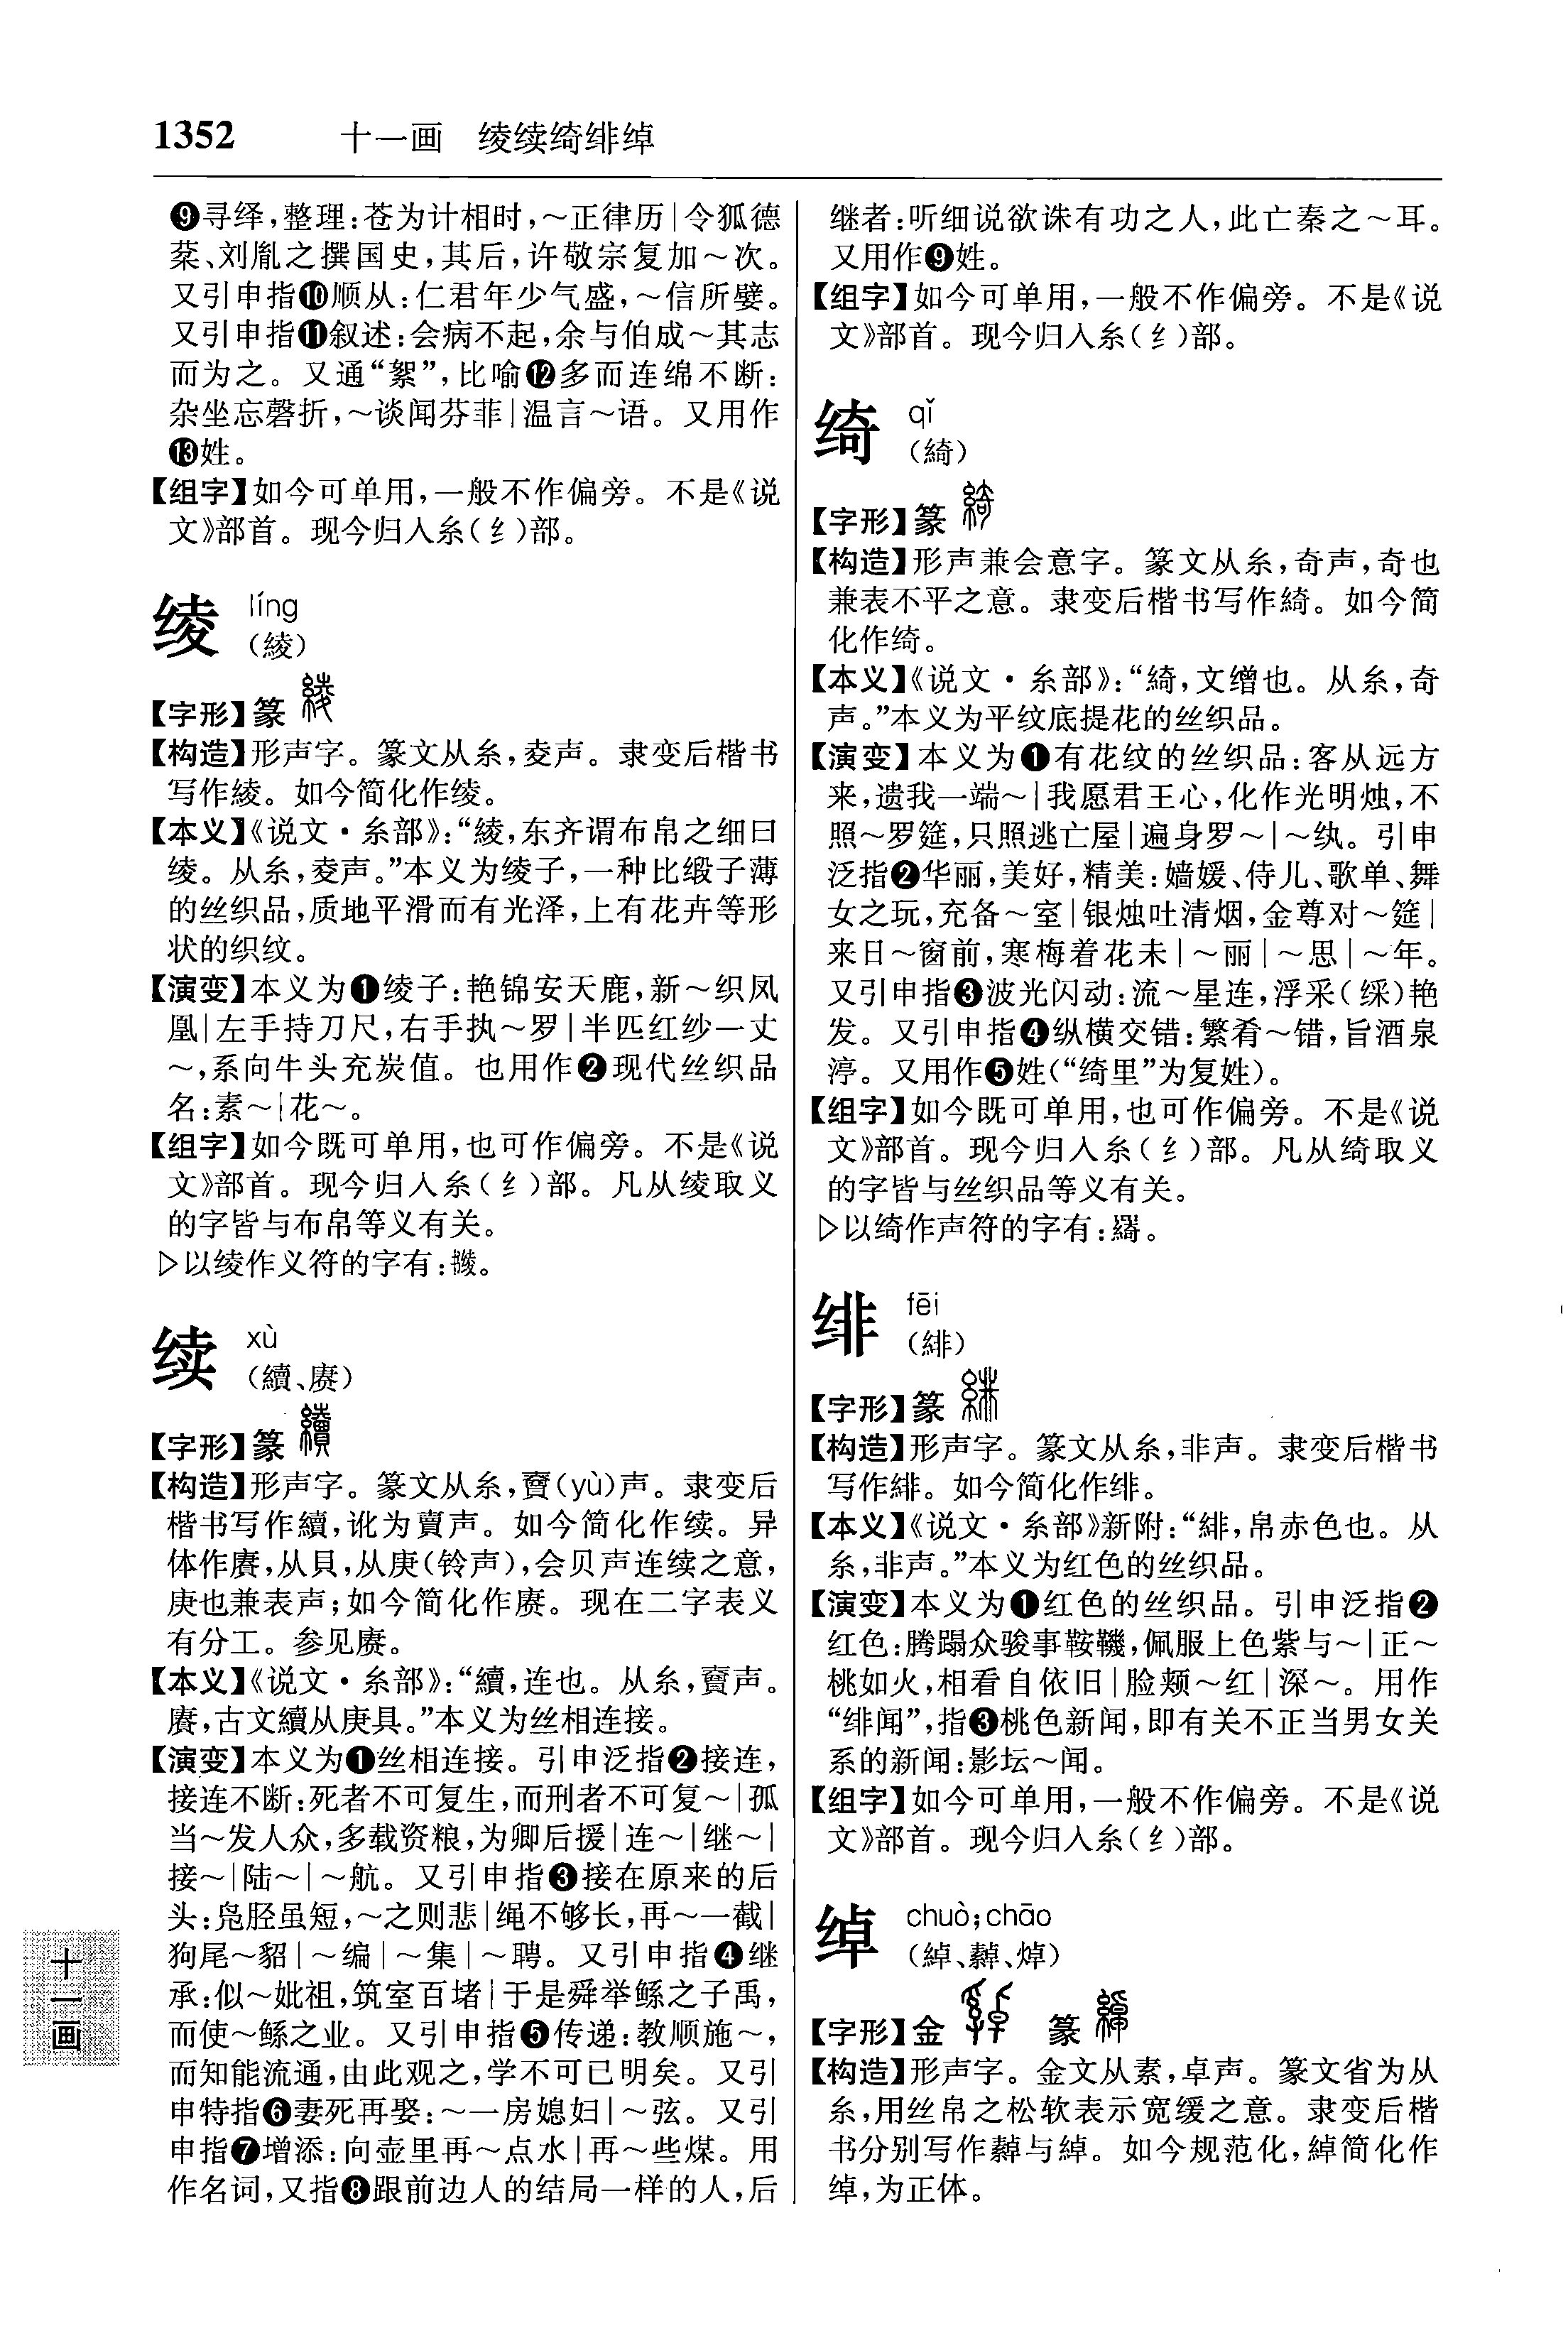 1352 十一画 绫续绮绯绰
❾寻绎,整理:苍为计相时,～正律历|令狐德
棻、刘胤之撰国史,其后,许敬宗复加～次。
又引申指❿顺从:仁君年少气盛,～信所嬖。
又引申指⓫叙述:会病不起,余与伯成～其志
而为之。又通“絮”,比喻⓬多而连绵不断:
杂坐忘磬折,～谈闻芬菲|温言～语。又用作
⓭姓。
【组字】如今可单用,一般不作偏旁。不是《说
文》部首。现今归入糸(纟)部。
绫 líng
(綾)
【字形】篆
【构造】形声字。篆文从糸,夌声。隶变后楷书
写作綾。如今简化作绫。
【本义】《说文·糸部》:“綾,东齐谓布帛之细曰
绫。从糸,夌声。”本义为绫子,一种比缎子薄
的丝织品,质地平滑而有光泽,上有花卉等形
状的织纹。
【演变】本义为❶绫子:艳锦安天鹿,新～织凤
凰|左手持刀尺,右手执～罗|半匹红纱一丈
～,系向牛头充炭值。也用作❷现代丝织品
名:素～|花～。
【组字】如今既可单用,也可作偏旁。不是《说
文》部首。现今归入糸(纟)部。凡从绫取义
的字皆与布帛等义有关。
▷以绫作义符的字有:。
续 xù
(續、赓)
【字形】篆
【构造】形声字。篆文从糸,𧶠(yù)声。隶变后
楷书写作續,讹为賣声。如今简化作续。异
体作賡,从貝,从庚(铃声),会贝声连续之意,
庚也兼表声;如今简化作赓。现在二字表义
有分工。参见赓。
【本义】《说文·糸部》:“續,连也。从糸,𧶠声。
赓,古文續从庚具。”本义为丝相连接。
【演变】本义为❶丝相连接。引申泛指❷接连,
接连不断:死者不可复生,而刑者不可复～|孤
当～发人众,多载资粮,为卿后援|连～|继～|
接～|陆～|～航。又引申指❸接在原来的后
头:凫胫虽短,～之则悲|绳不够长,再～一截|
狗尾～貂|～编|～集|～聘。又引申指❹继
承:似～妣祖,筑室百堵|于是舜举鲧之子禹,
而使～鲧之业。又引申指❺传递:教顺施～,
而知能流通,由此观之,学不可已明矣。又引
申特指❻妻死再娶:～一房媳妇|～弦。又引
申指❼增添:向壶里再～点水|再～些煤。用
作名词,又指❽跟前边人的结局一样的人,后
十一画
继者:听细说欲诛有功之人,此亡秦之～耳。
又用作❾姓。
【组字】如今可单用,一般不作偏旁。不是《说
文》部首。现今归入糸(纟)部。
绮 qǐ
(綺)
【字形】篆
【构造】形声兼会意字。篆文从糸,奇声,奇也
兼表不平之意。隶变后楷书写作綺。如今简
化作绮。
【本义】《说文·糸部》:“綺,文缯也。从糸,奇
声。”本义为平纹底提花的丝织品。
【演变】本义为❶有花纹的丝织品:客从远方
来,遗我一端～|我愿君王心,化作光明烛,不
照～罗筵,只照逃亡屋|遍身罗～|～纨。引申
泛指❷华丽,美好,精美:嫱媛、侍儿、歌单、舞
女之玩,充备～室|银烛吐清烟,金尊对～筵|
来日～窗前,寒梅着花未|～丽|～思|～年。
又引申指❸波光闪动:流～星连,浮采(綵)艳
发。又引申指❹纵横交错:繁肴～错,旨酒泉
渟。又用作❺姓(“绮里”为复姓)。
【组字】如今既可单用,也可作偏旁。不是《说
文》部首。现今归入糸(纟)部。凡从绮取义
的字皆与丝织品等义有关。
▷以绮作声符的字有:。
绯 fēi
(緋)
【字形】篆
【构造】形声字。篆文从糸,非声。隶变后楷书
写作緋。如今简化作绯。
【本义】《说文·糸部》新附:“緋,帛赤色也。从
糸,非声。”本义为红色的丝织品。
【演变】本义为❶红色的丝织品。引申泛指❷
红色:腾蹋众骏事鞍鞿,佩服上色紫与～|正～
桃如火,相看自依旧|脸颊～红|深～。用作
“绯闻”,指❸桃色新闻,即有关不正当男女关
系的新闻:影坛～闻。
【组字】如今可单用,一般不作偏旁。不是《说
文》部首。现今归入糸(纟)部。
绰 chuò;chāo
(綽、繛、焯)
【字形】金 篆
【构造】形声字。金文从素,卓声。篆文省为从
糸,用丝帛之松软表示宽缓之意。隶变后楷
书分别写作繛与綽。如今规范化,綽简化作
绰,为正体。